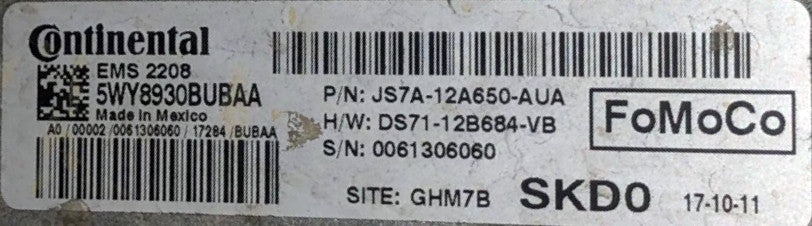 Continental
EMS 2208
5WY8930BUBAA
Made in Mexico
A0 / 00002 / 0061306060 / 17284 / BUBAA
P/N: JS7A-12A650-AUA
H/W: DS71-12B684-VB
S/N: 0061306060
FoMoCo
SITE: GHM7B
SKD0
17-10-11